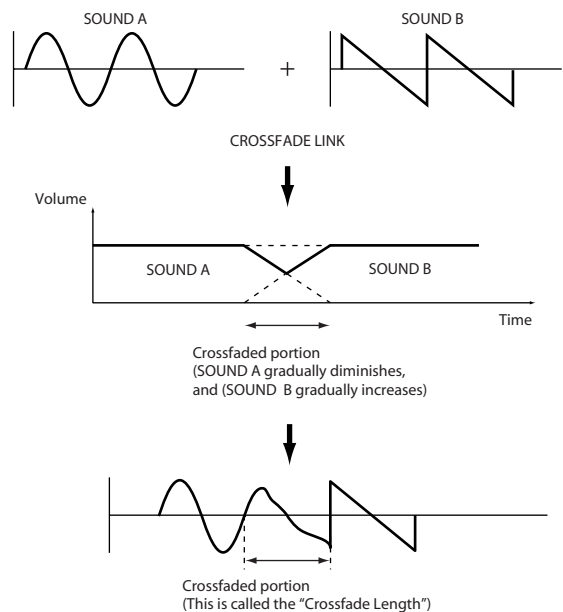 SOUND A
SOUND B
+
CROSSFADE LINK
Volume
SOUND A
SOUND B
Time
Crossfaded portion
(SOUND A gradually diminishes,
and (SOUND B gradually increases)
Crossfaded portion
(This is called the “Crossfade Length”)